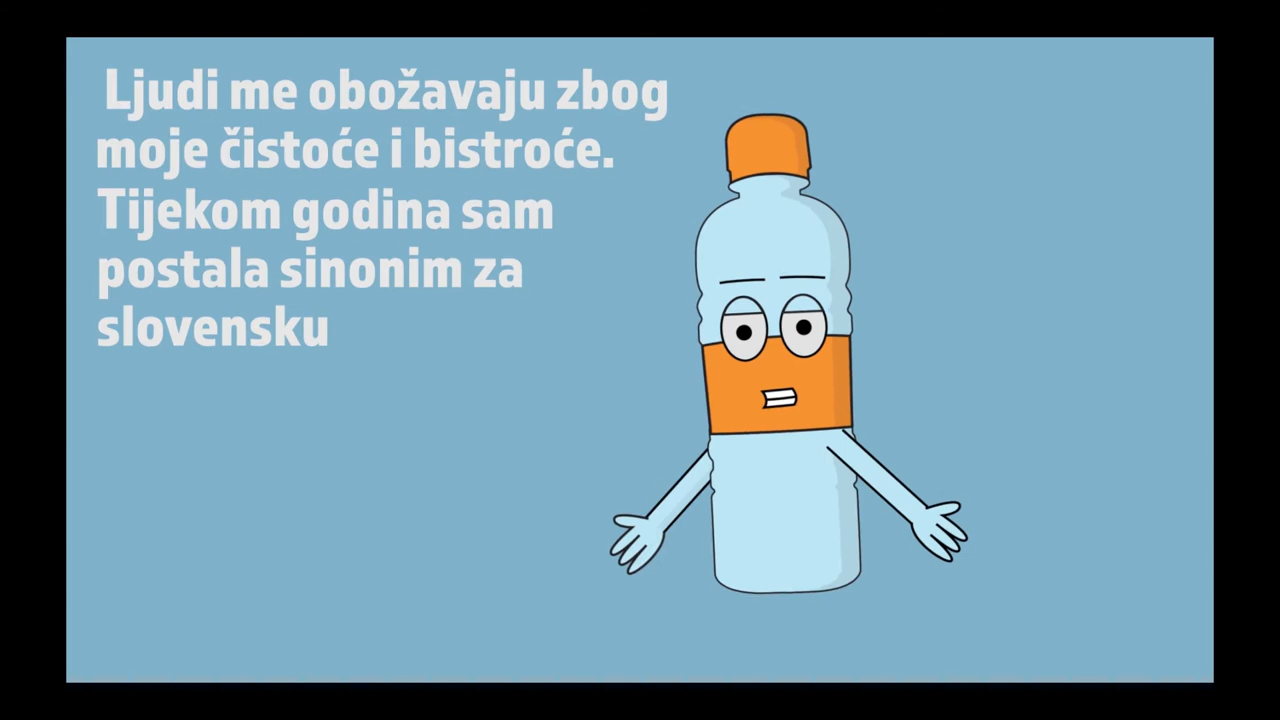 Ljudi me obožavaju zbog
moje čistoće i bistroće.
Tijekom godina sam
postala sinonim za
slovensku